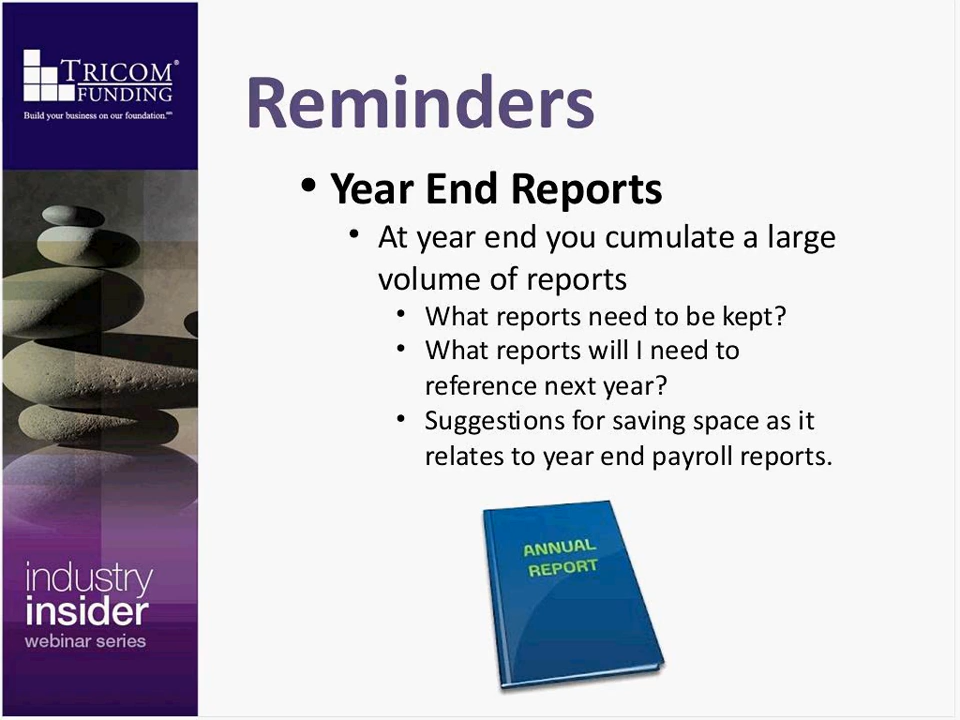 TRICOM®
FUNDING
Build your business on our foundation.℠
Reminders
• Year End Reports
• At year end you cumulate a large
volume of reports
• What reports need to be kept?
• What reports will I need to
reference next year?
• Suggestions for saving space as it
relates to year end payroll reports.
ANNUAL
REPORT
industry
insider
webinar series